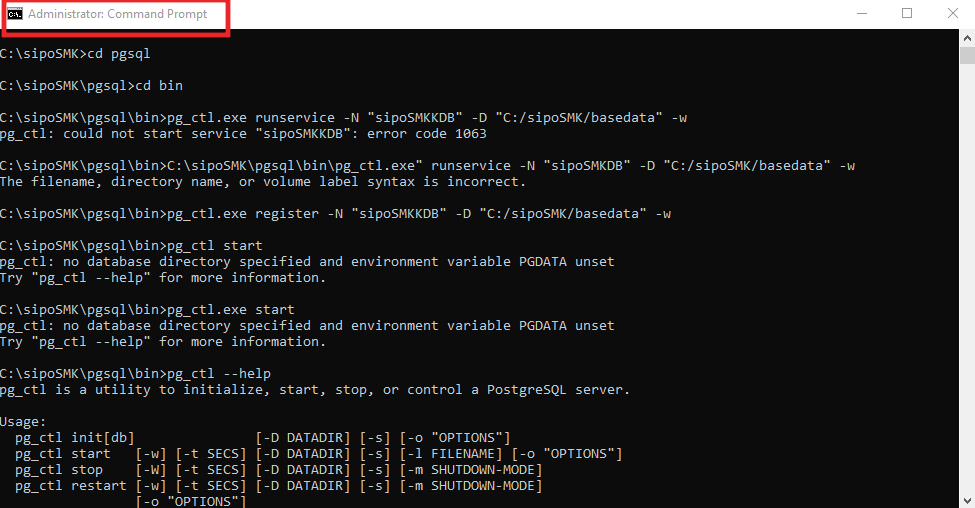 Administrator: Command Prompt
C:\sipoSMK>cd pgsql
C:\sipoSMK\pgsql>cd bin
C:\sipoSMK\pgsql\bin>pg_ctl.exe runservice -N "sipoSMKKDB" -D "C:/sipoSMK/basedata" -w
pg_ctl: could not start service "sipoSMKKDB": error code 1063
C:\sipoSMK\pgsql\bin>C:\sipoSMK\pgsql\bin\pg_ctl.exe" runservice -N "sipoSMKDB" -D "C:/sipoSMK/basedata" -w
The filename, directory name, or volume label syntax is incorrect.
C:\sipoSMK\pgsql\bin>pg_ctl.exe register -N "sipoSMKKDB" -D "C:/sipoSMK/basedata" -w
C:\sipoSMK\pgsql\bin>pg_ctl start
pg_ctl: no database directory specified and environment variable PGDATA unset
Try "pg_ctl --help" for more information.
C:\sipoSMK\pgsql\bin>pg_ctl.exe start
pg_ctl: no database directory specified and environment variable PGDATA unset
Try "pg_ctl --help" for more information.
C:\sipoSMK\pgsql\bin>pg_ctl --help
pg_ctl is a utility to initialize, start, stop, or control a PostgreSQL server.
Usage:
  pg_ctl init[db]               [-D DATADIR] [-s] [-o "OPTIONS"]
  pg_ctl start   [-w] [-t SECS] [-D DATADIR] [-s] [-l FILENAME] [-o "OPTIONS"]
  pg_ctl stop    [-W] [-t SECS] [-D DATADIR] [-s] [-m SHUTDOWN-MODE]
  pg_ctl restart [-w] [-t SECS] [-D DATADIR] [-s] [-m SHUTDOWN-MODE]
                 [-o "OPTIONS"]